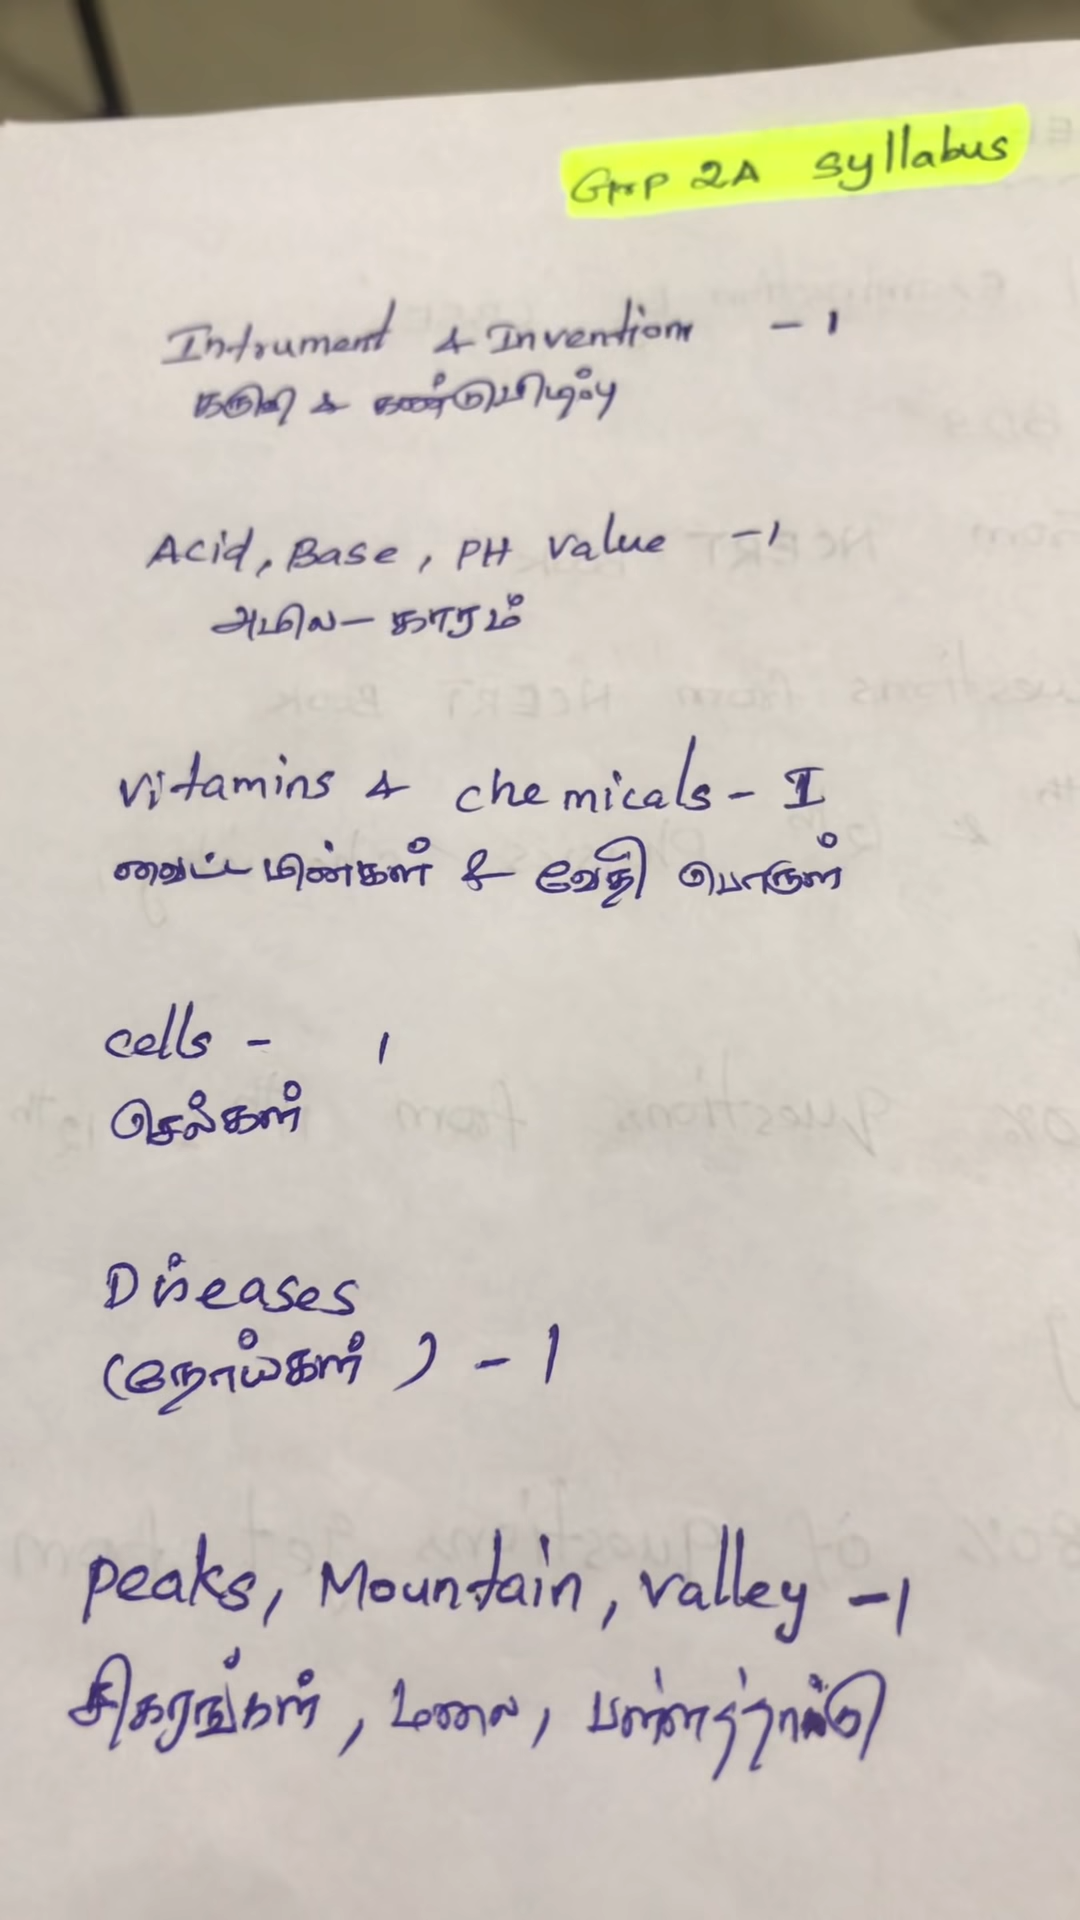 Grp 2A syllabus
Intrument & Inventions - 1
கருவி & கண்டுபிடிப்பு
Acid, Base, PH value - 1
அமில - காரம்
vitamins & chemicals - I
வைட்டமின்கள் & வேதி பொருள்
cells - 1
செல்கள்
Diseases
(நோய்கள்) - 1
peaks, Mountain, valley - 1
சிகரங்கள், மலை, பள்ளத்தாக்கு